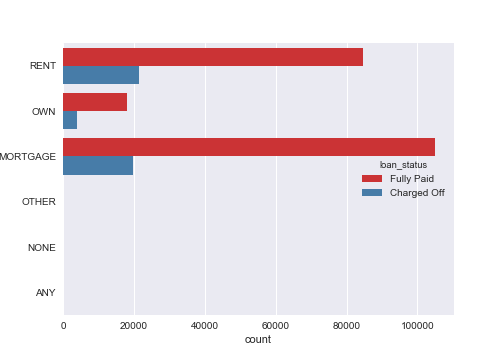 RENT
OWN
MORTGAGE
OTHER
NONE
ANY
loan_status
Fully Paid
Charged Off
0 20000 40000 60000 80000 100000
count